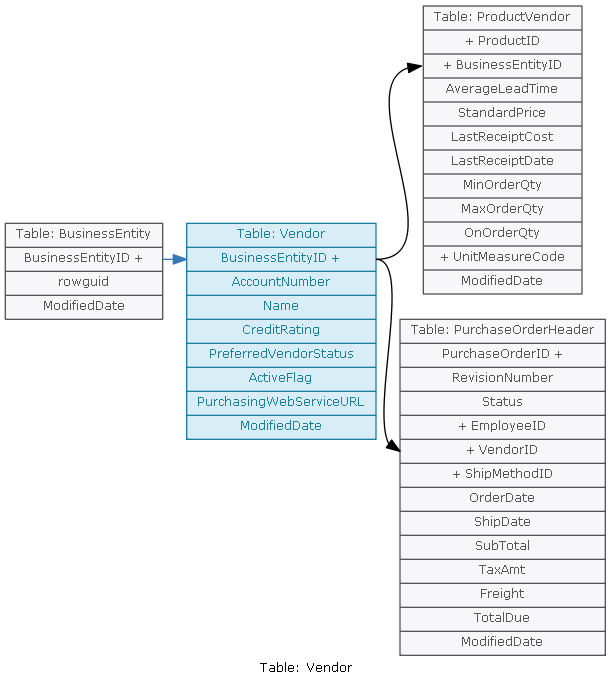 Table: ProductVendor
+ ProductID
+ BusinessEntityID
AverageLeadTime
StandardPrice
LastReceiptCost
LastReceiptDate
MinOrderQty
MaxOrderQty
OnOrderQty
+ UnitMeasureCode
ModifiedDate
Table: BusinessEntity
BusinessEntityID +
rowguid
ModifiedDate
Table: Vendor
BusinessEntityID +
AccountNumber
Name
CreditRating
PreferredVendorStatus
ActiveFlag
PurchasingWebServiceURL
ModifiedDate
Table: PurchaseOrderHeader
PurchaseOrderID +
RevisionNumber
Status
+ EmployeeID
+ VendorID
+ ShipMethodID
OrderDate
ShipDate
SubTotal
TaxAmt
Freight
TotalDue
ModifiedDate
Table: Vendor